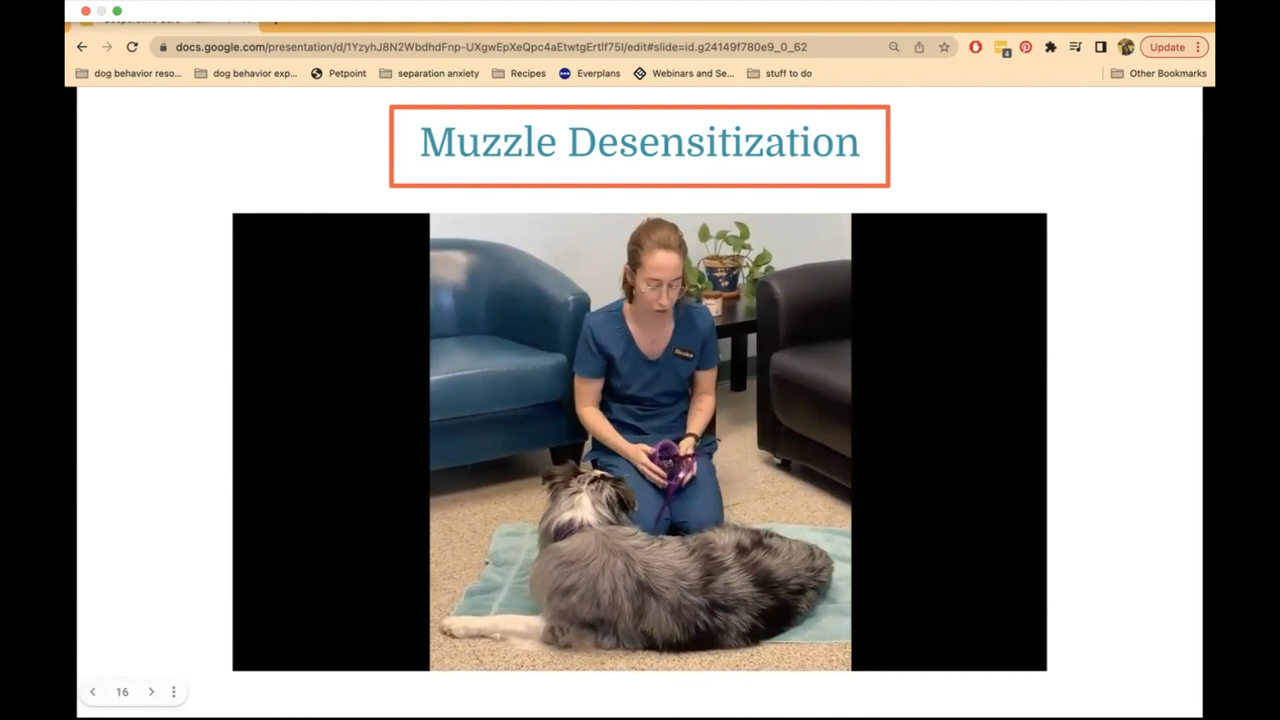 docs.google.com/presentation/d/1YzyhJ8N2WbdhdFnp-UXgwEpXeQpc4aEtwtgErtlf75I/edit#slide=id.g24149f780e9_0_62
4
Update
dog behavior reso...
dog behavior exp...
Petpoint
separation anxiety
Recipes
Everplans
Webinars and Se...
stuff to do
Other Bookmarks
Muzzle Desensitization
16